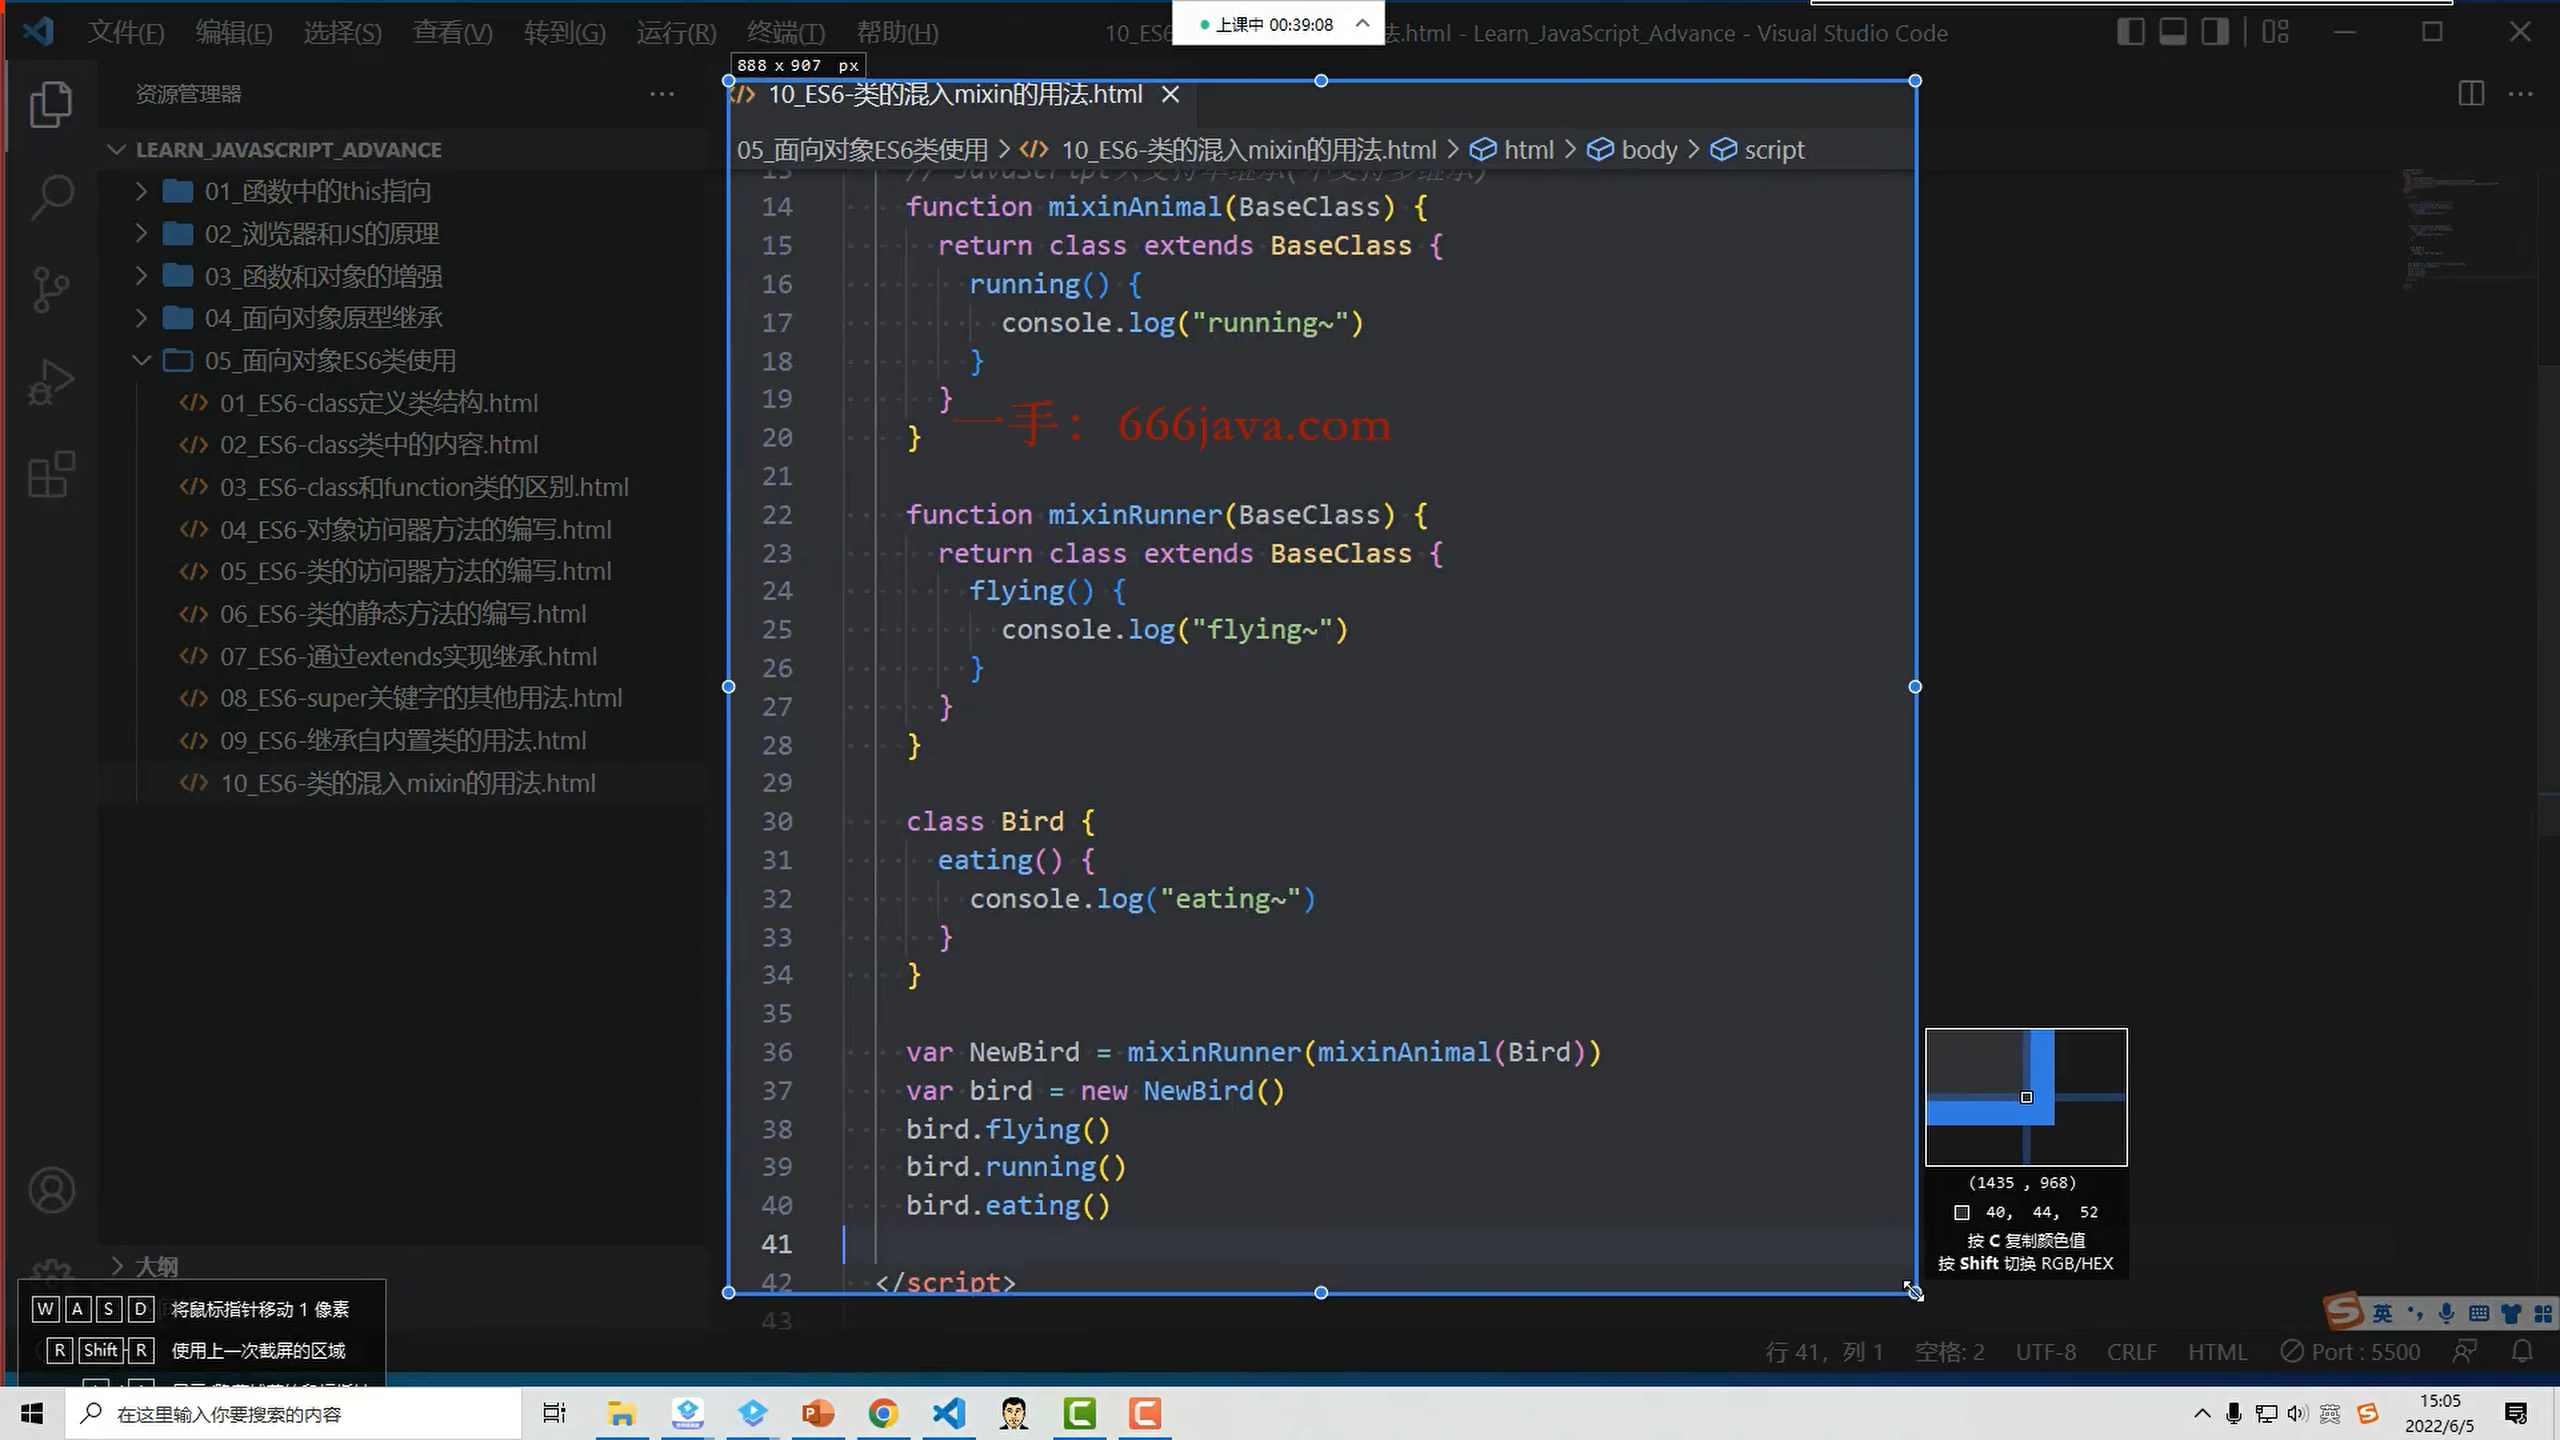 文件(F) 编辑(E) 选择(S) 查看(V) 转到(G) 运行(R) 终端(T) 帮助(H)
上课中 00:39:08
法.html - Learn_JavaScript_Advance - Visual Studio Code
888 x 907 px
资源管理器
LEARN_JAVASCRIPT_ADVANCE
01_函数中的this指向
02_浏览器和JS的原理
03_函数和对象的增强
04_面向对象原型继承
05_面向对象ES6类使用
01_ES6-class定义类结构.html
02_ES6-class类中的内容.html
03_ES6-class和function类的区别.html
04_ES6-对象访问器方法的编写.html
05_ES6-类的访问器方法的编写.html
06_ES6-类的静态方法的编写.html
07_ES6-通过extends实现继承.html
08_ES6-super关键字的其他用法.html
09_ES6-继承自内置类的用法.html
10_ES6-类的混入mixin的用法.html
大纲
10_ES6-类的混入mixin的用法.html
05_面向对象ES6类使用 > 10_ES6-类的混入mixin的用法.html > html > body > script
14 function mixinAnimal(BaseClass) {
15 return class extends BaseClass {
16 running() {
17 console.log("running~")
18 }
19 }
一手: 666java.com
20 }
21
22 function mixinRunner(BaseClass) {
23 return class extends BaseClass {
24 flying() {
25 console.log("flying~")
26 }
27 }
28 }
29
30 class Bird {
31 eating() {
32 console.log("eating~")
33 }
34 }
35
36 var NewBird = mixinRunner(mixinAnimal(Bird))
37 var bird = new NewBird()
38 bird.flying()
39 bird.running()
40 bird.eating()
41
42 </script>
43
(1435 , 968)
40, 44, 52
按 C 复制颜色值
按 Shift 切换 RGB/HEX
W A S D 将鼠标指针移动 1 像素
R Shift R 使用上一次截屏的区域
英
行 41，列 1 空格: 2 UTF-8 CRLF HTML Port : 5500
在这里输入你要搜索的内容
英
15:05
2022/6/5